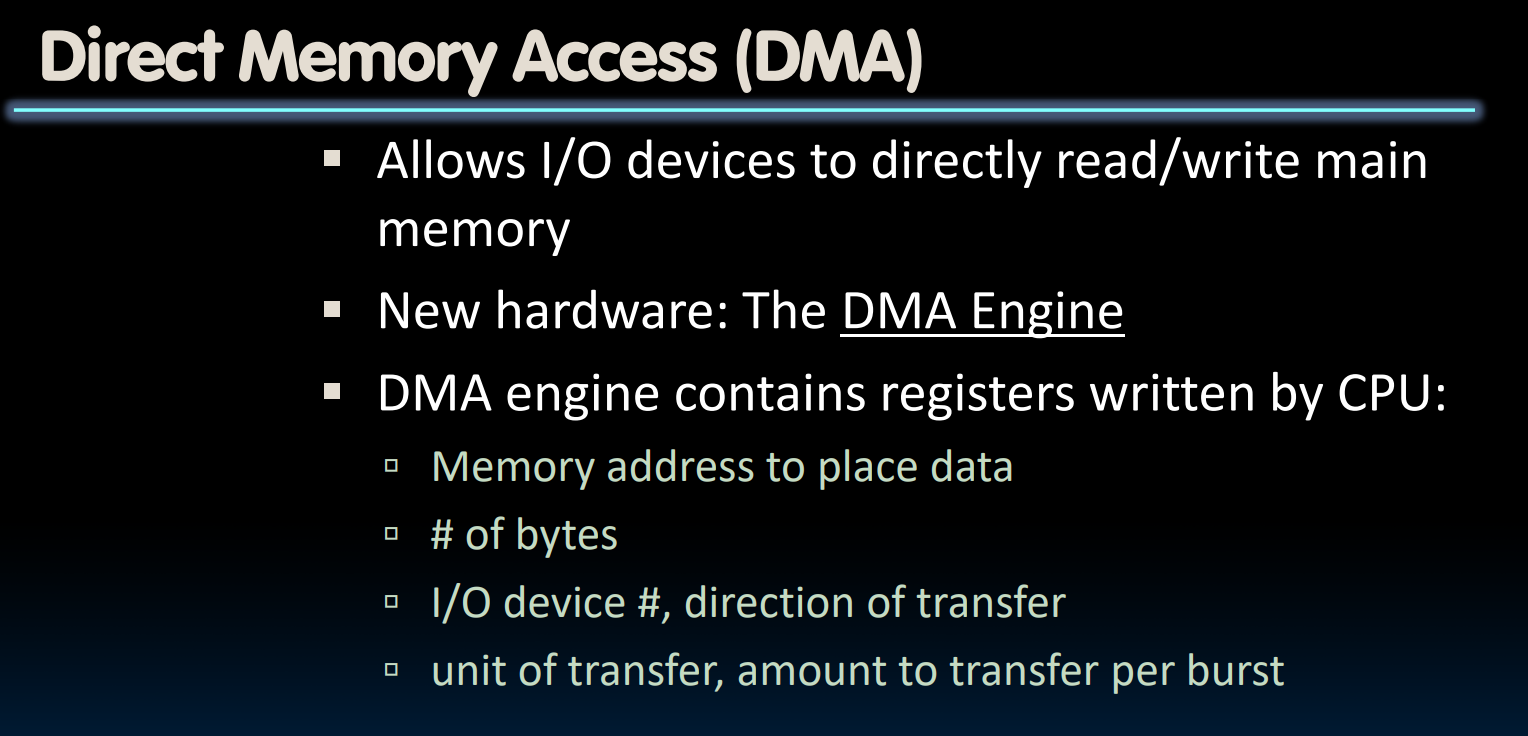 Direct Memory Access (DMA)
Allows I/O devices to directly read/write main
memory
New hardware: The DMA Engine
DMA engine contains registers written by CPU:
Memory address to place data
# of bytes
I/O device #, direction of transfer
unit of transfer, amount to transfer per burst